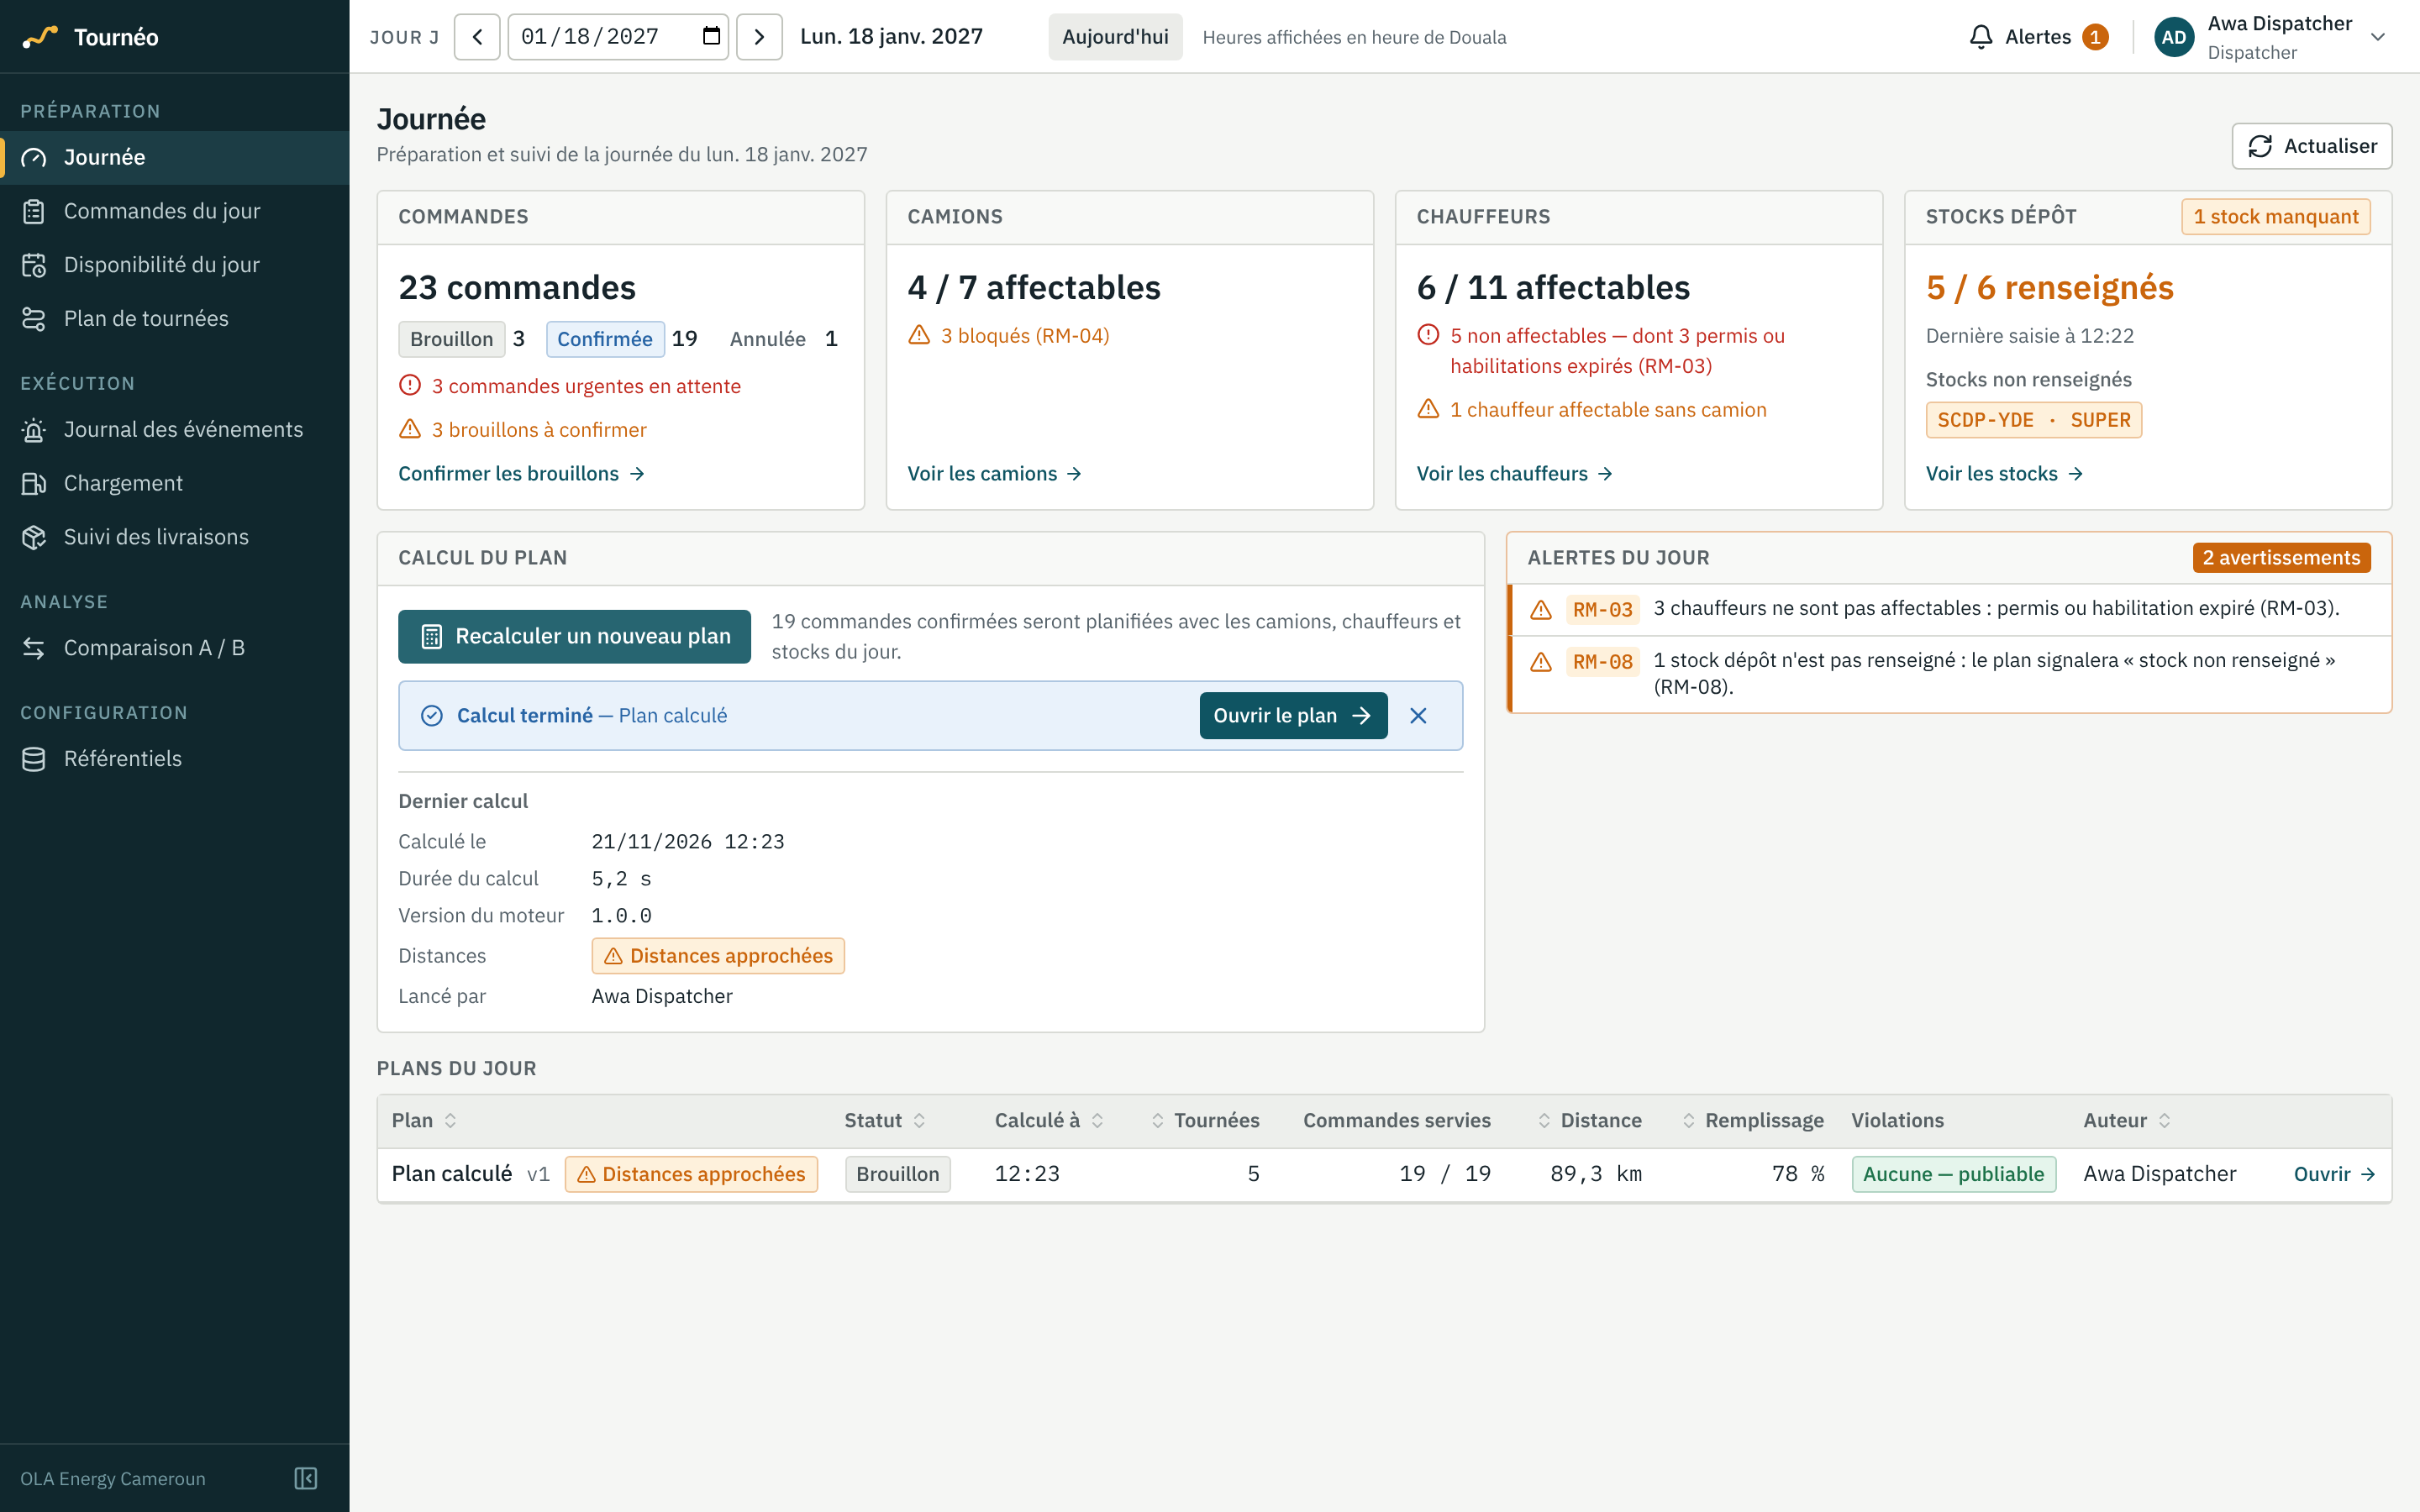 Tournéo
PRÉPARATION
Journée
Commandes du jour
Disponibilité du jour
Plan de tournées
EXÉCUTION
Journal des événements
Chargement
Suivi des livraisons
ANALYSE
Comparaison A / B
CONFIGURATION
Référentiels
OLA Energy Cameroun
JOUR J 01/18/2027 Lun. 18 janv. 2027 Aujourd'hui Heures affichées en heure de Douala
Alertes 1
AD Awa Dispatcher
Dispatcher
Journée
Préparation et suivi de la journée du lun. 18 janv. 2027
Actualiser
COMMANDES
23 commandes
Brouillon 3 Confirmée 19 Annulée 1
3 commandes urgentes en attente
3 brouillons à confirmer
Confirmer les brouillons →
CAMIONS
4 / 7 affectables
3 bloqués (RM-04)
Voir les camions →
CHAUFFEURS
6 / 11 affectables
5 non affectables — dont 3 permis ou
habilitations expirés (RM-03)
1 chauffeur affectable sans camion
Voir les chauffeurs →
STOCKS DÉPÔT 1 stock manquant
5 / 6 renseignés
Dernière saisie à 12:22
Stocks non renseignés
SCDP-YDE · SUPER
Voir les stocks →
CALCUL DU PLAN
Recalculer un nouveau plan
19 commandes confirmées seront planifiées avec les camions, chauffeurs et
stocks du jour.
Calcul terminé — Plan calculé
Ouvrir le plan →
Dernier calcul
Calculé le 21/11/2026 12:23
Durée du calcul 5,2 s
Version du moteur 1.0.0
Distances Distances approchées
Lancé par Awa Dispatcher
ALERTES DU JOUR 2 avertissements
RM-03 3 chauffeurs ne sont pas affectables : permis ou habilitation expiré (RM-03).
RM-08 1 stock dépôt n'est pas renseigné : le plan signalera « stock non renseigné »
(RM-08).
PLANS DU JOUR
Plan Statut Calculé à Tournées Commandes servies Distance Remplissage Violations Auteur
Plan calculé v1 Distances approchées Brouillon 12:23 5 19 / 19 89,3 km 78 % Aucune — publiable Awa Dispatcher Ouvrir →